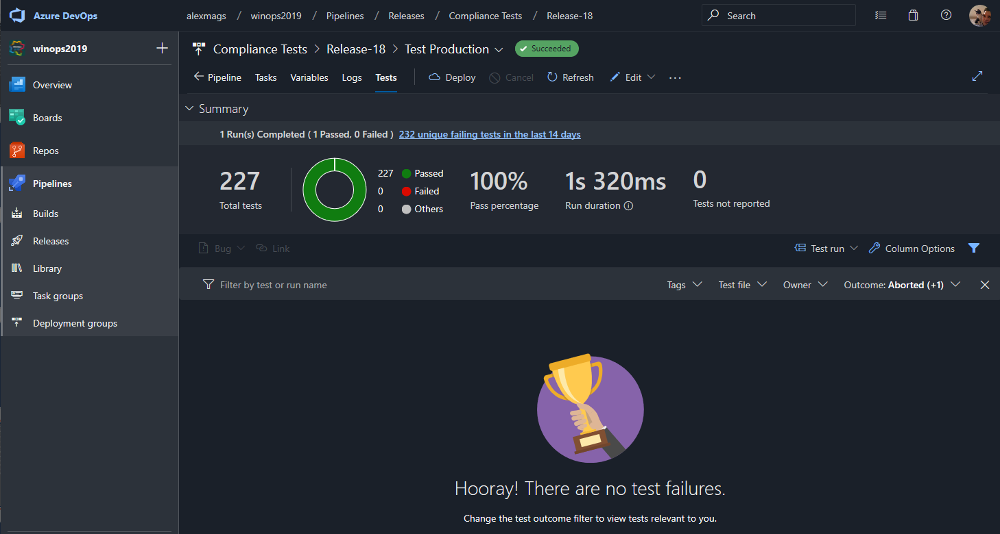 Azure DevOps
alexmags / winops2019 / Pipelines / Releases / Compliance Tests / Release-18
Search
winops2019
Overview
Boards
Repos
Pipelines
Builds
Releases
Library
Task groups
Deployment groups
Compliance Tests > Release-18 > Test Production
Succeeded
Pipeline Tasks Variables Logs Tests Deploy Cancel Refresh Edit ...
Summary
1 Run(s) Completed ( 1 Passed, 0 Failed ) 232 unique failing tests in the last 14 days
227
Total tests
227 Passed
0 Failed
0 Others
100%
Pass percentage
1s 320ms
Run duration
0
Tests not reported
Bug Link Test run Column Options
Filter by test or run name Tags Test file Owner Outcome: Aborted (+1)
Hooray! There are no test failures.
Change the test outcome filter to view tests relevant to you.